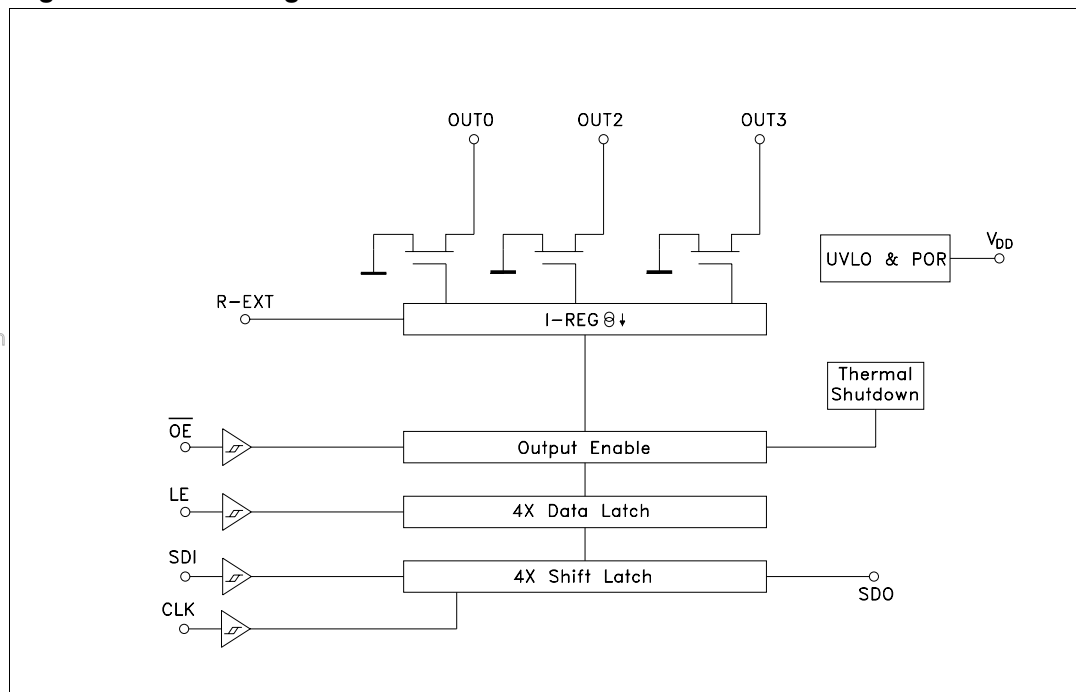 OUT0 OUT2 OUT3
UVLO & POR
VDD
R-EXT
I-REG
Thermal
Shutdown
OE
Output Enable
LE
4X Data Latch
SDI
4X Shift Latch
SDO
CLK